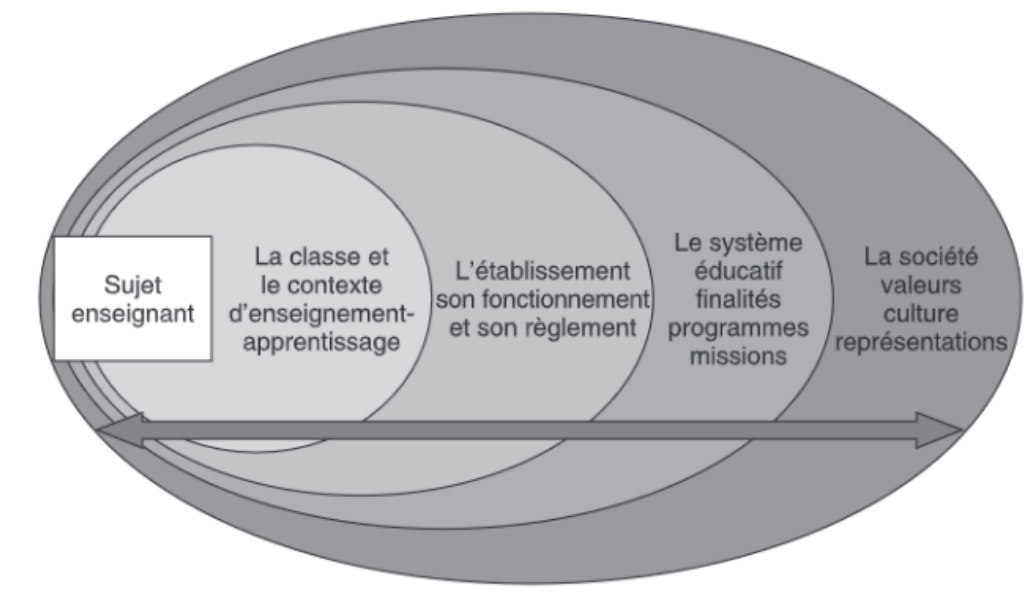 Sujet
enseignant
La classe et
le contexte
d'enseignement-
apprentissage
L'établissement
son fonctionnement
et son règlement
Le système
éducatif
finalités
programmes
missions
La société
valeurs
culture
représentations